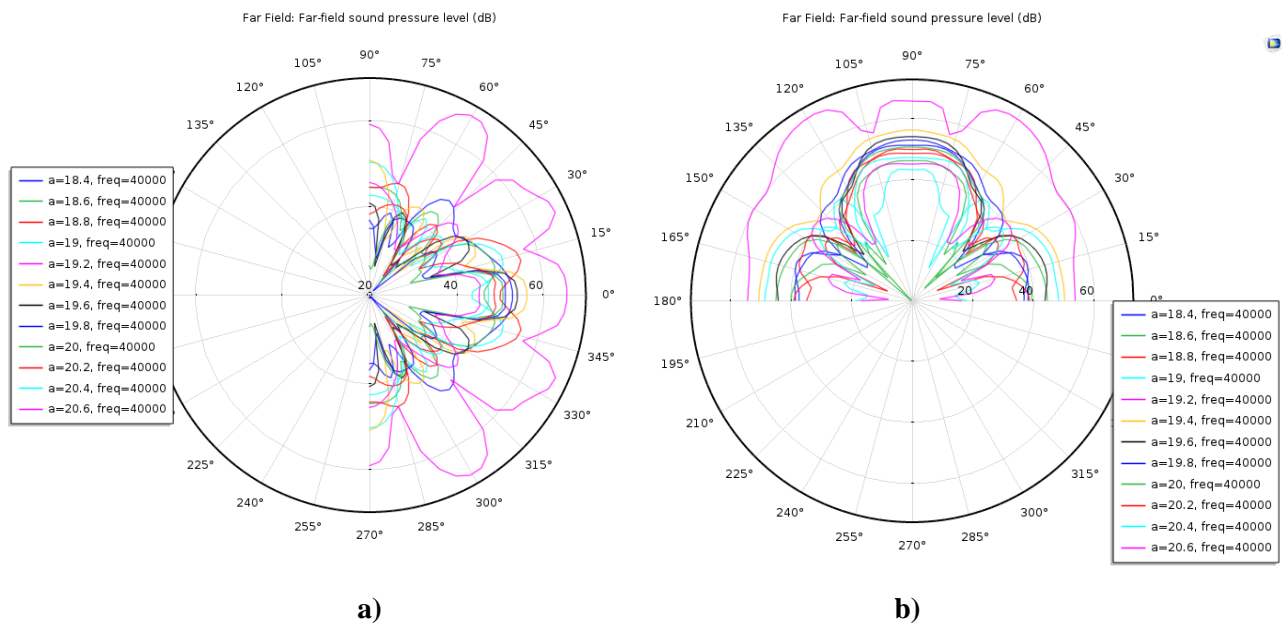 Far Field: Far-field sound pressure level (dB)
90°
105°
75°
120°
60°
135°
45°
30°
15°
0°
345°
330°
315°
300°
285°
270°
255°
240°
225°
20
40
60
a=18.4, freq=40000
a=18.6, freq=40000
a=18.8, freq=40000
a=19, freq=40000
a=19.2, freq=40000
a=19.4, freq=40000
a=19.6, freq=40000
a=19.8, freq=40000
a=20, freq=40000
a=20.2, freq=40000
a=20.4, freq=40000
a=20.6, freq=40000
a)
Far Field: Far-field sound pressure level (dB)
90°
105°
75°
120°
60°
135°
45°
150°
30°
165°
15°
180°
20
40
60
0°
195°
210°
225°
240°
255°
270°
285°
300°
315°
a=18.4, freq=40000
a=18.6, freq=40000
a=18.8, freq=40000
a=19, freq=40000
a=19.2, freq=40000
a=19.4, freq=40000
a=19.6, freq=40000
a=19.8, freq=40000
a=20, freq=40000
a=20.2, freq=40000
a=20.4, freq=40000
a=20.6, freq=40000
b)